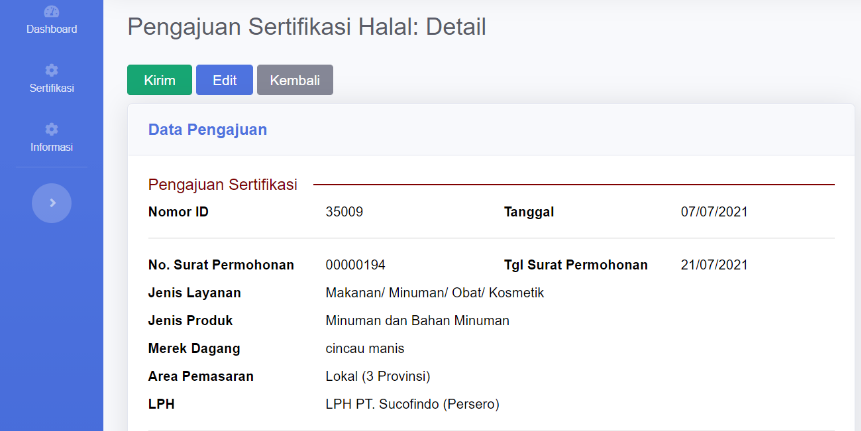 Dashboard
Sertifikasi
Informasi
Pengajuan Sertifikasi Halal: Detail
Kirim Edit Kembali
Data Pengajuan
Pengajuan Sertifikasi
Nomor ID 35009 Tanggal 07/07/2021
No. Surat Permohonan 00000194 Tgl Surat Permohonan 21/07/2021
Jenis Layanan Makanan/ Minuman/ Obat/ Kosmetik
Jenis Produk Minuman dan Bahan Minuman
Merek Dagang cincau manis
Area Pemasaran Lokal (3 Provinsi)
LPH LPH PT. Sucofindo (Persero)